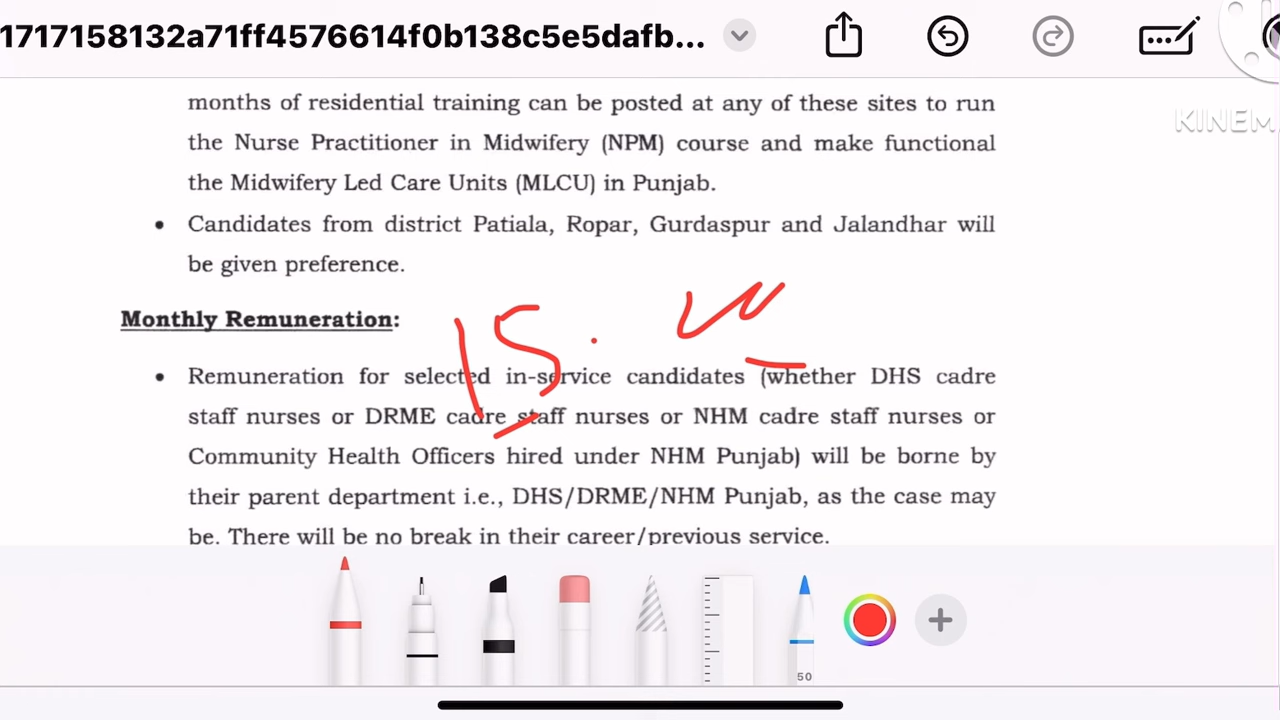 1717158132a71ff4576614f0b138c5e5dafb...
KINEM
months of residential training can be posted at any of these sites to run
the Nurse Practitioner in Midwifery (NPM) course and make functional
the Midwifery Led Care Units (MLCU) in Punjab.
• Candidates from district Patiala, Ropar, Gurdaspur and Jalandhar will
be given preference.
Monthly Remuneration:
15.
• Remuneration for selected in-service candidates (whether DHS cadre
staff nurses or DRME cadre staff nurses or NHM cadre staff nurses or
Community Health Officers hired under NHM Punjab) will be borne by
their parent department i.e., DHS/DRME/NHM Punjab, as the case may
be. There will be no break in their career/previous service.
50